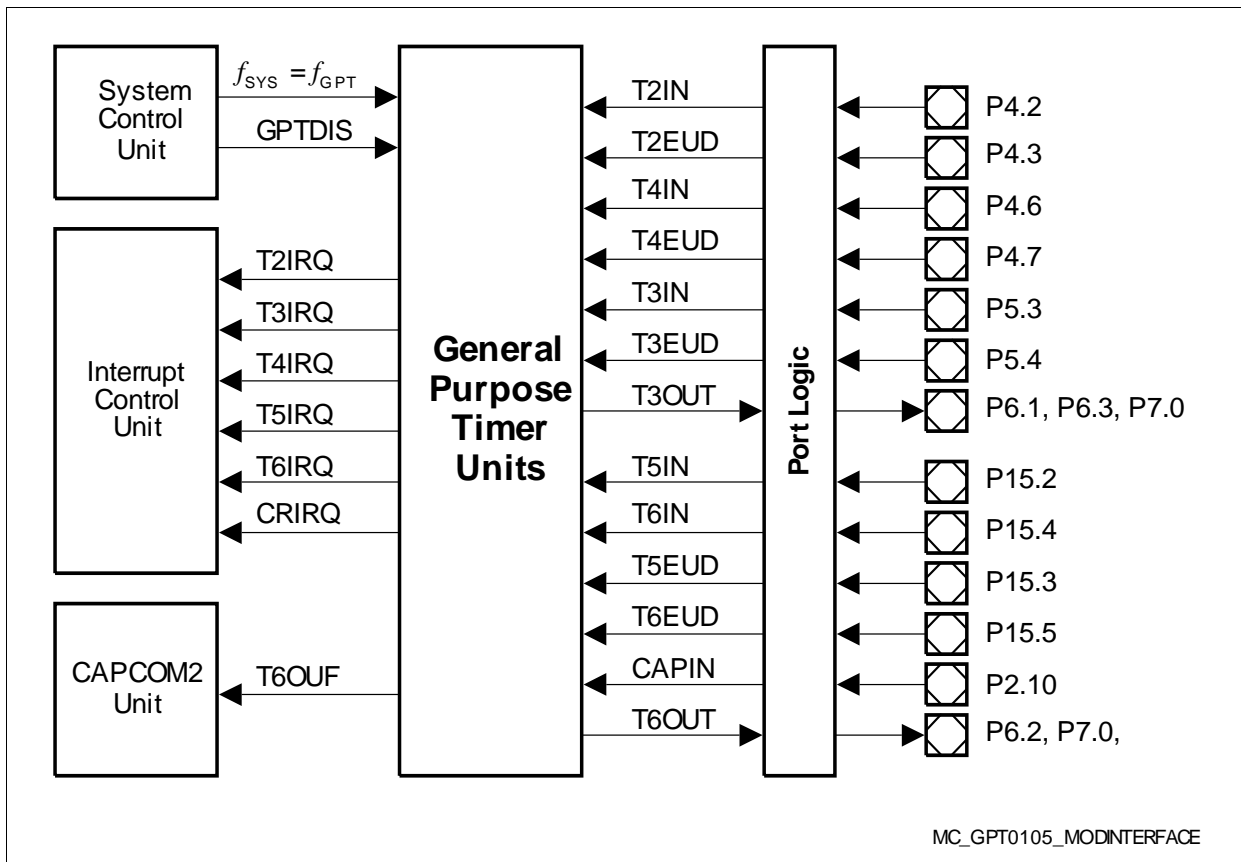 System
Control
Unit
fSYS = fGPT
GPTDIS
Interrupt
Control
Unit
T2IRQ
T3IRQ
T4IRQ
T5IRQ
T6IRQ
CRIRQ
CAPCOM2
Unit
T6OUF
General
Purpose
Timer
Units
T2IN
T2EUD
T4IN
T4EUD
T3IN
T3EUD
T3OUT
T5IN
T6IN
T5EUD
T6EUD
CAPIN
T6OUT
Port Logic
P4.2
P4.3
P4.6
P4.7
P5.3
P5.4
P6.1, P6.3, P7.0
P15.2
P15.4
P15.3
P15.5
P2.10
P6.2, P7.0,
MC_GPT0105_MODINTERFACE